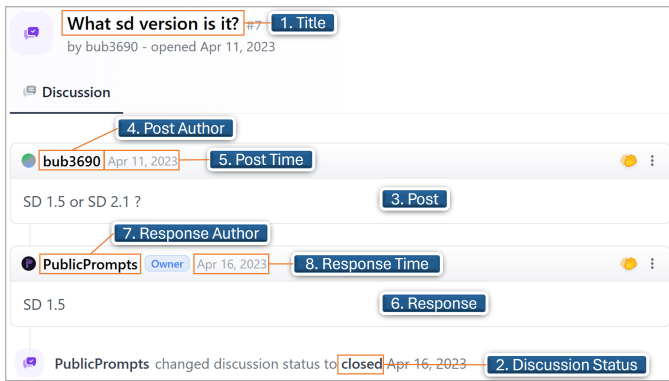 What sd version is it? #7 1. Title
by bub3690 - opened Apr 11, 2023
Discussion
4. Post Author
bub3690 Apr 11, 2023 5. Post Time
SD 1.5 or SD 2.1 ? 3. Post
7. Response Author
PublicPrompts Owner Apr 16, 2023 8. Response Time
SD 1.5 6. Response
PublicPrompts changed discussion status to closed Apr 16, 2023 2. Discussion Status